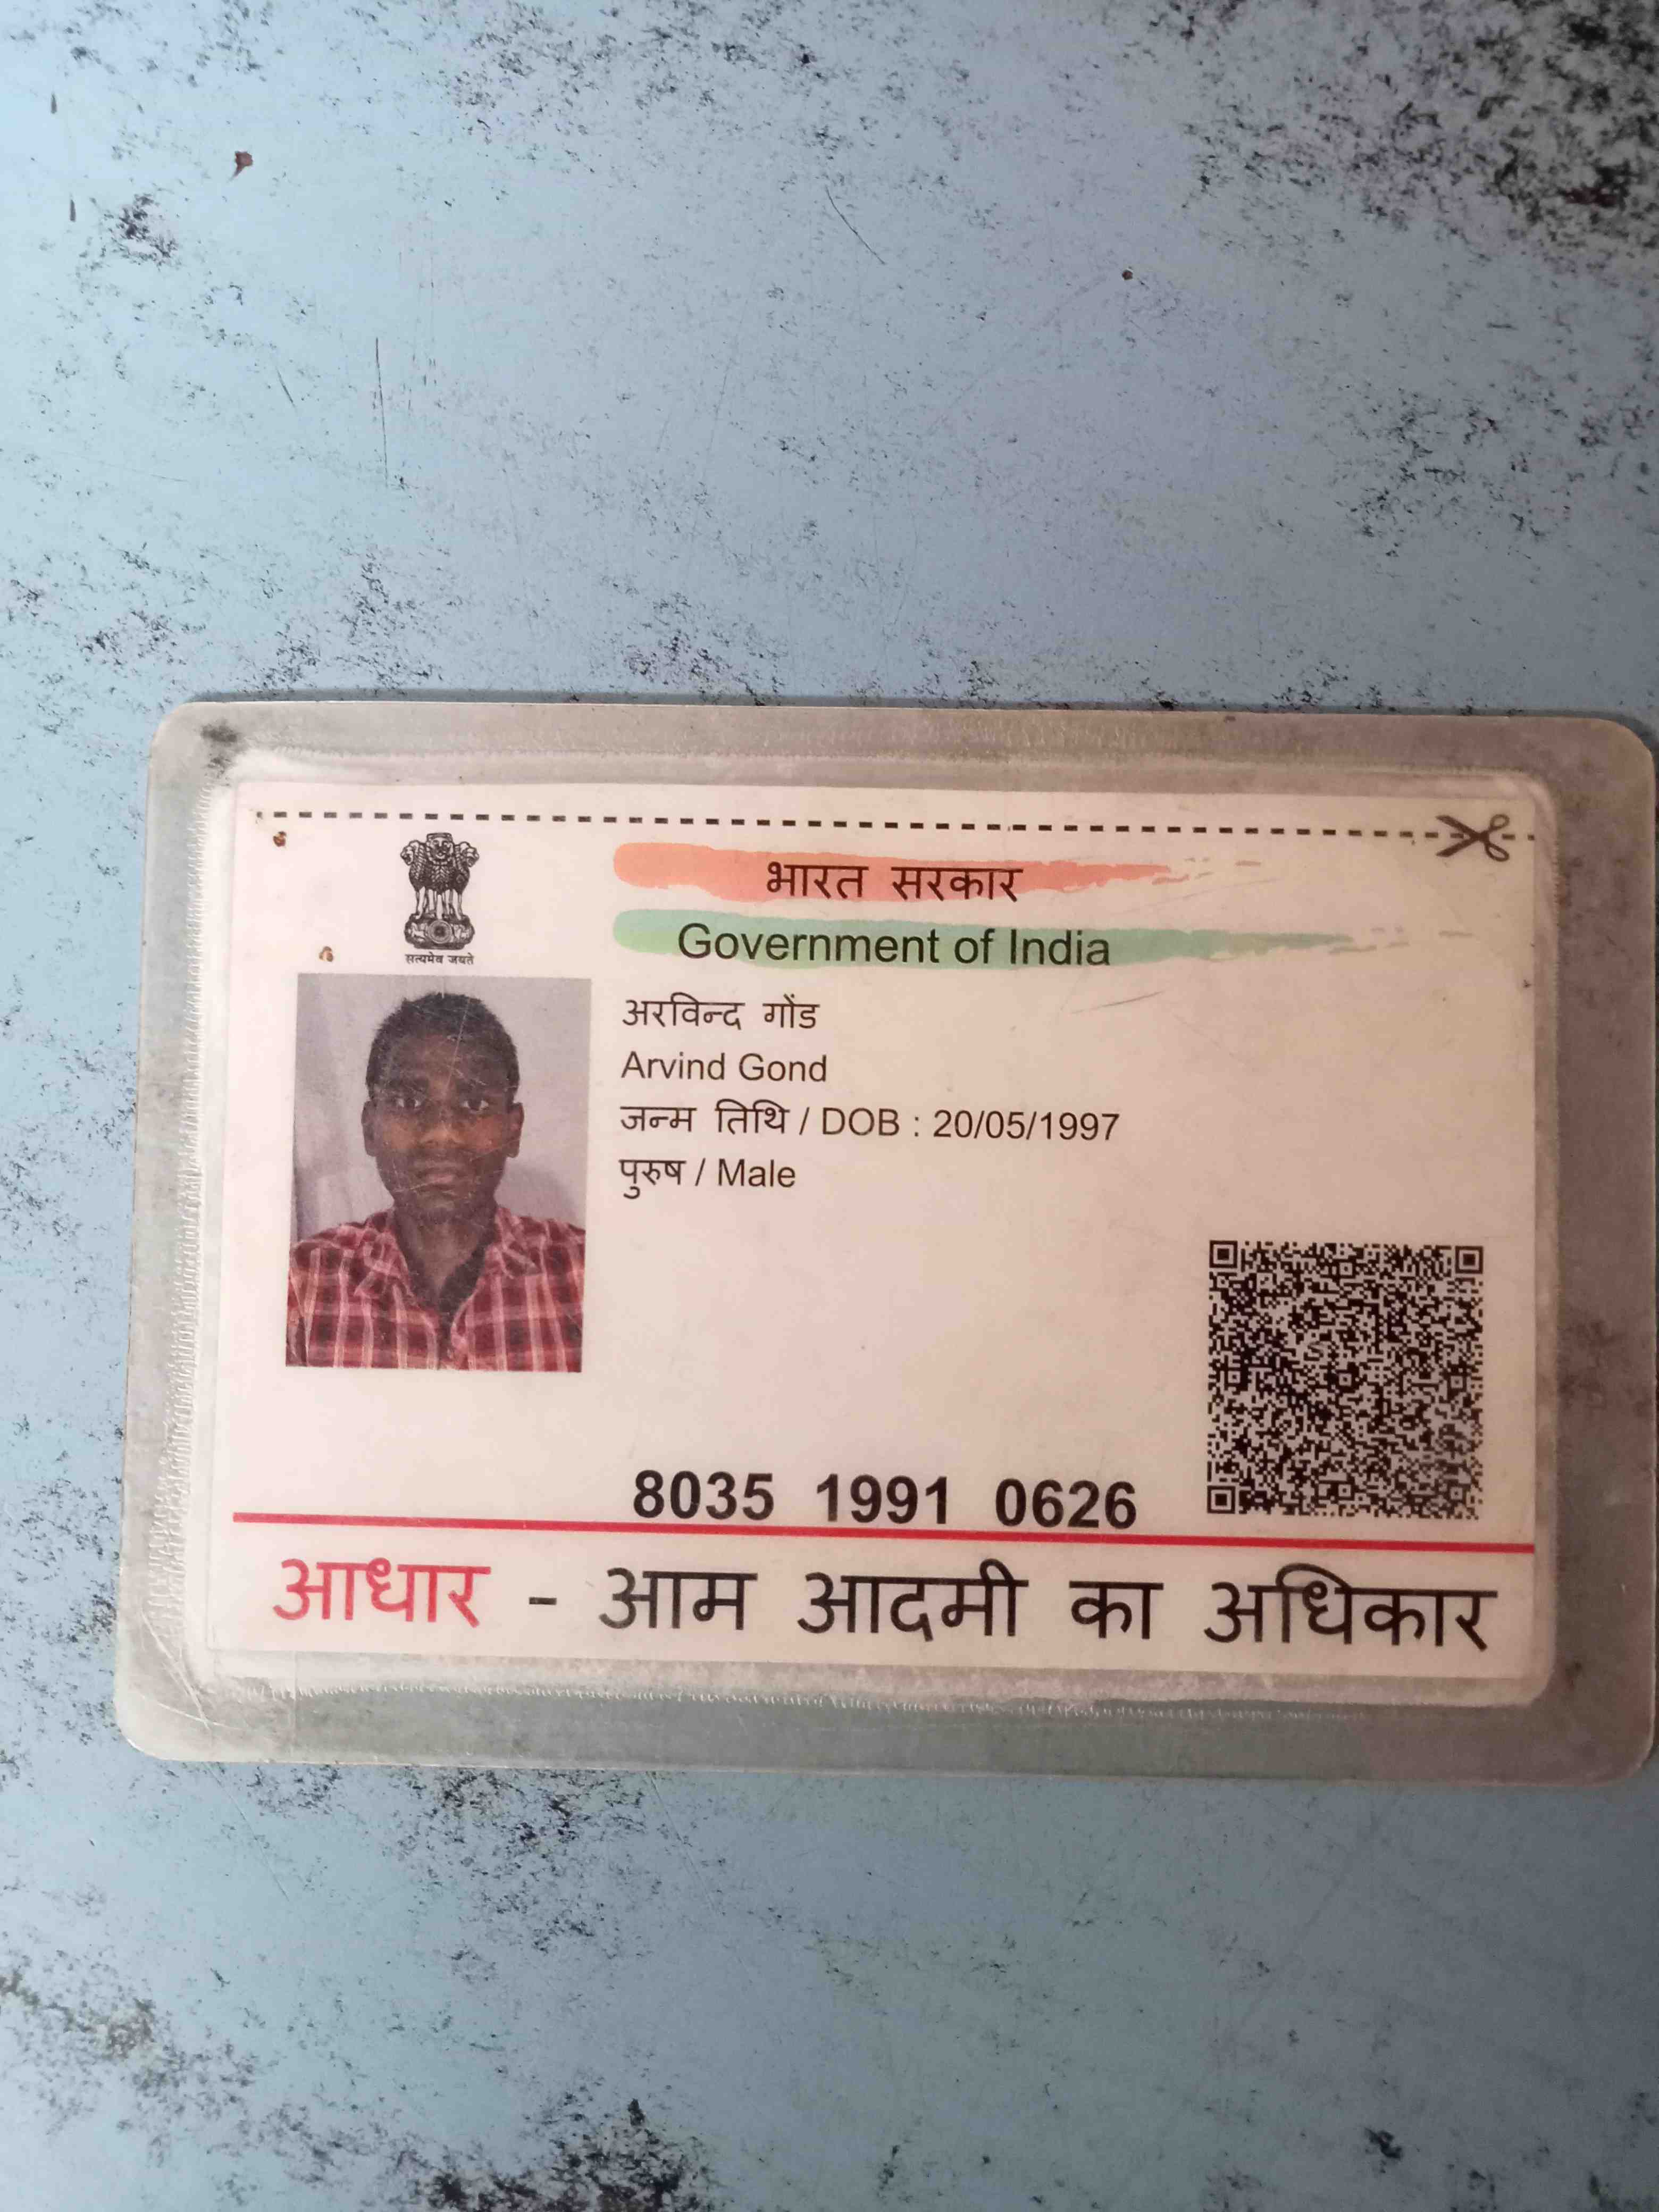 सत्यमेव जयते
भारत सरकार
Government of India
अरविन्द गोंड
Arvind Gond
जन्म तिथि / DOB : 20/05/1997
पुरुष / Male
8035 1991 0626
आधार - आम आदमी का अधिकार